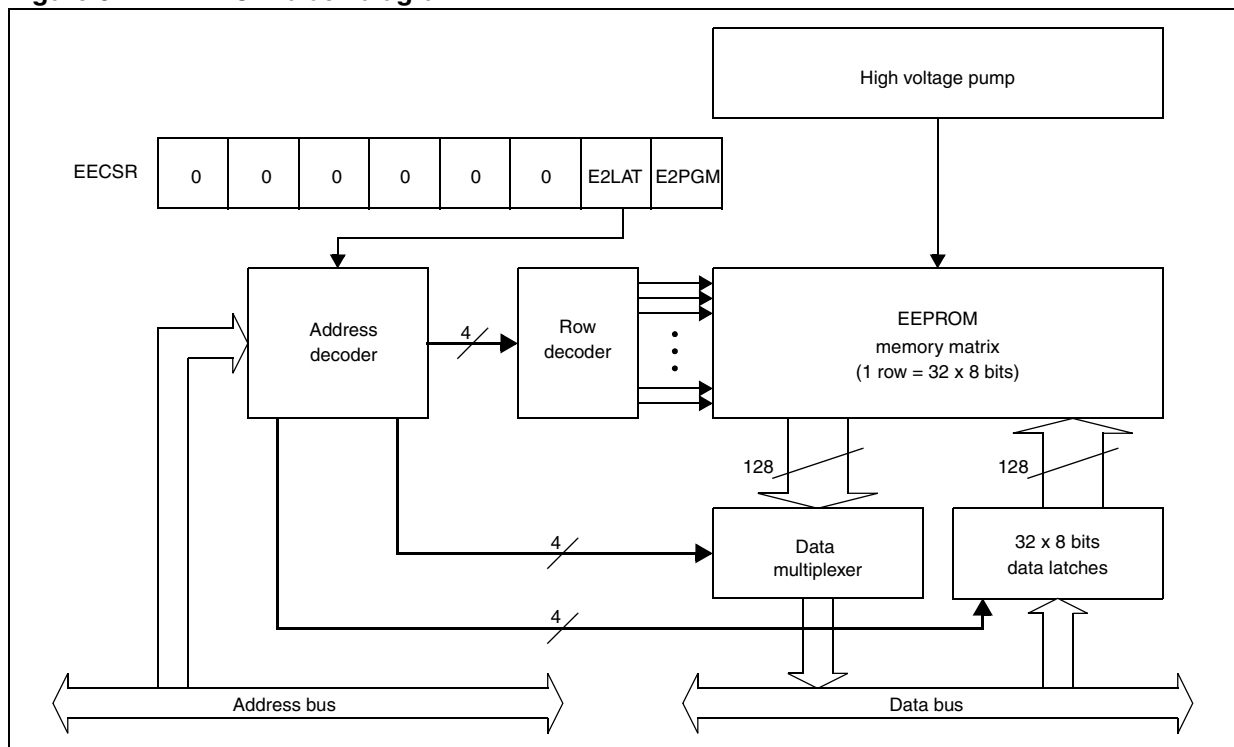 High voltage pump
EECSR 0 0 0 0 0 0 E2LAT E2PGM
Address
decoder
4
Row
decoder
EEPROM
memory matrix
(1 row = 32 x 8 bits)
128
128
4
Data
multiplexer
32 x 8 bits
data latches
4
Address bus
Data bus